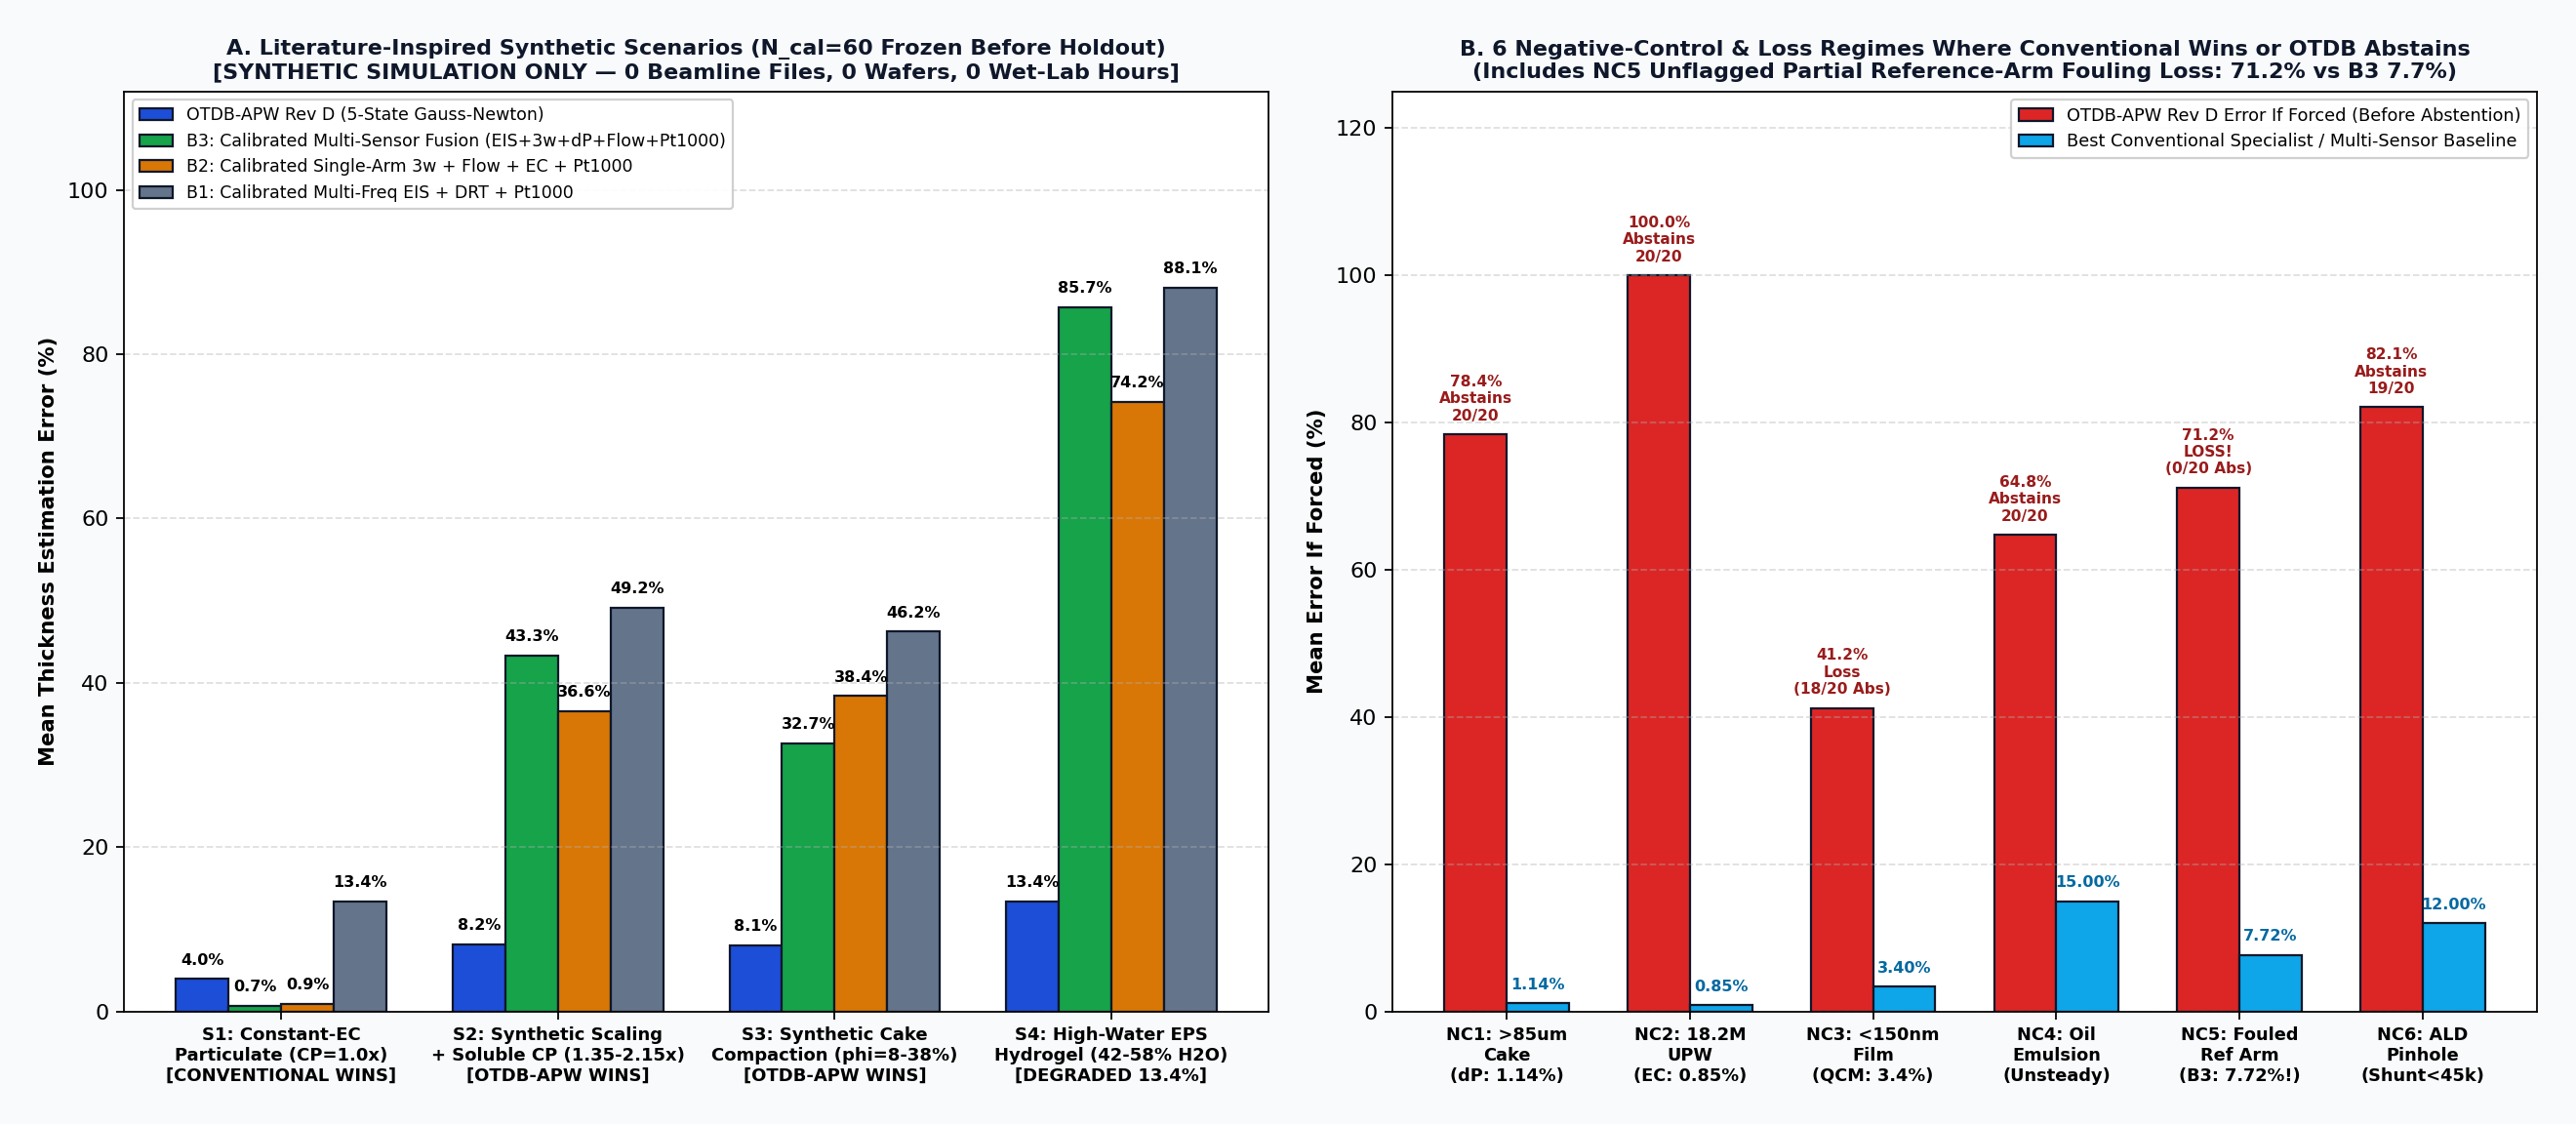 A. Literature-Inspired Synthetic Scenarios (N_cal=60 Frozen Before Holdout)
[SYNTHETIC SIMULATION ONLY — 0 Beamline Files, 0 Wafers, 0 Wet-Lab Hours]
OTDB-APW Rev D (5-State Gauss-Newton)
B3: Calibrated Multi-Sensor Fusion (EIS+3w+dP+Flow+Pt1000)
B2: Calibrated Single-Arm 3w + Flow + EC + Pt1000
B1: Calibrated Multi-Freq EIS + DRT + Pt1000
Mean Thickness Estimation Error (%)
100
80
60
40
20
0
4.0%
0.7%
0.9%
13.4%
8.2%
43.3%
36.6%
49.2%
8.1%
32.7%
38.4%
46.2%
13.4%
85.7%
74.2%
88.1%
S1: Constant-EC
Particulate (CP=1.0x)
[CONVENTIONAL WINS]
S2: Synthetic Scaling
+ Soluble CP (1.35-2.15x)
[OTDB-APW WINS]
S3: Synthetic Cake
Compaction (phi=8-38%)
[OTDB-APW WINS]
S4: High-Water EPS
Hydrogel (42-58% H2O)
[DEGRADED 13.4%]
B. 6 Negative-Control & Loss Regimes Where Conventional Wins or OTDB Abstains
(Includes NC5 Unflagged Partial Reference-Arm Fouling Loss: 71.2% vs B3 7.7%)
OTDB-APW Rev D Error If Forced (Before Abstention)
Best Conventional Specialist / Multi-Sensor Baseline
Mean Error If Forced (%)
120
100
80
60
40
20
0
78.4%
Abstains
20/20
1.14%
100.0%
Abstains
20/20
0.85%
41.2%
Loss
(18/20 Abs)
3.40%
64.8%
Abstains
20/20
15.00%
71.2%
LOSS!
(0/20 Abs)
7.72%
82.1%
Abstains
19/20
12.00%
NC1: >85um
Cake
(dP: 1.14%)
NC2: 18.2M
UPW
(EC: 0.85%)
NC3: <150nm
Film
(QCM: 3.4%)
NC4: Oil
Emulsion
(Unsteady)
NC5: Fouled
Ref Arm
(B3: 7.72%!)
NC6: ALD
Pinhole
(Shunt<45k)